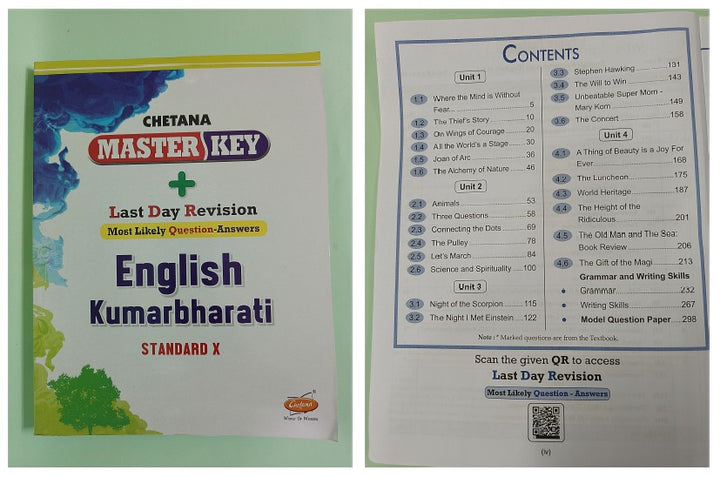 CHETANA
MASTER KEY
+
Last Day Revision
Most Likely Question-Answers
English
Kumarbharati
STANDARD X
Chetana
CONTENTS
Unit 1
1.1 Where the Mind is Without
Fear... 5
1.2 The Thief's Story 10
1.3 On Wings of Courage 20
1.4 All the World's a Stage 30
1.5 Joan of Arc 36
1.6 The Alchemy of Nature 46
Unit 2
2.1 Animals 53
2.2 Three Questions 58
2.3 Connecting the Dots 69
2.4 The Pulley 78
2.5 Let's March 84
2.6 Science and Spirituality 100
Unit 3
3.1 Night of the Scorpion 115
3.2 The Night I Met Einstein 122
3.3 Stephen Hawking 131
3.4 The Will to Win 143
3.5 Unbeatable Super Mom -
Mary Kom 149
3.6 The Concert 158
Unit 4
4.1 A Thing of Beauty is a Joy For
Ever 168
4.2 The Luncheon 175
4.3 World Heritage 187
4.4 The Height of the
Ridiculous 201
4.5 The Old Man and The Sea:
Book Review 206
4.6 The Gift of the Magi 213
Grammar and Writing Skills
• Grammar 232
• Writing Skills 267
• Model Question Paper 298
Note : * Marked questions are from the Textbook.
Scan the given QR to access
Last Day Revision
Most Likely Question - Answers
(iv)